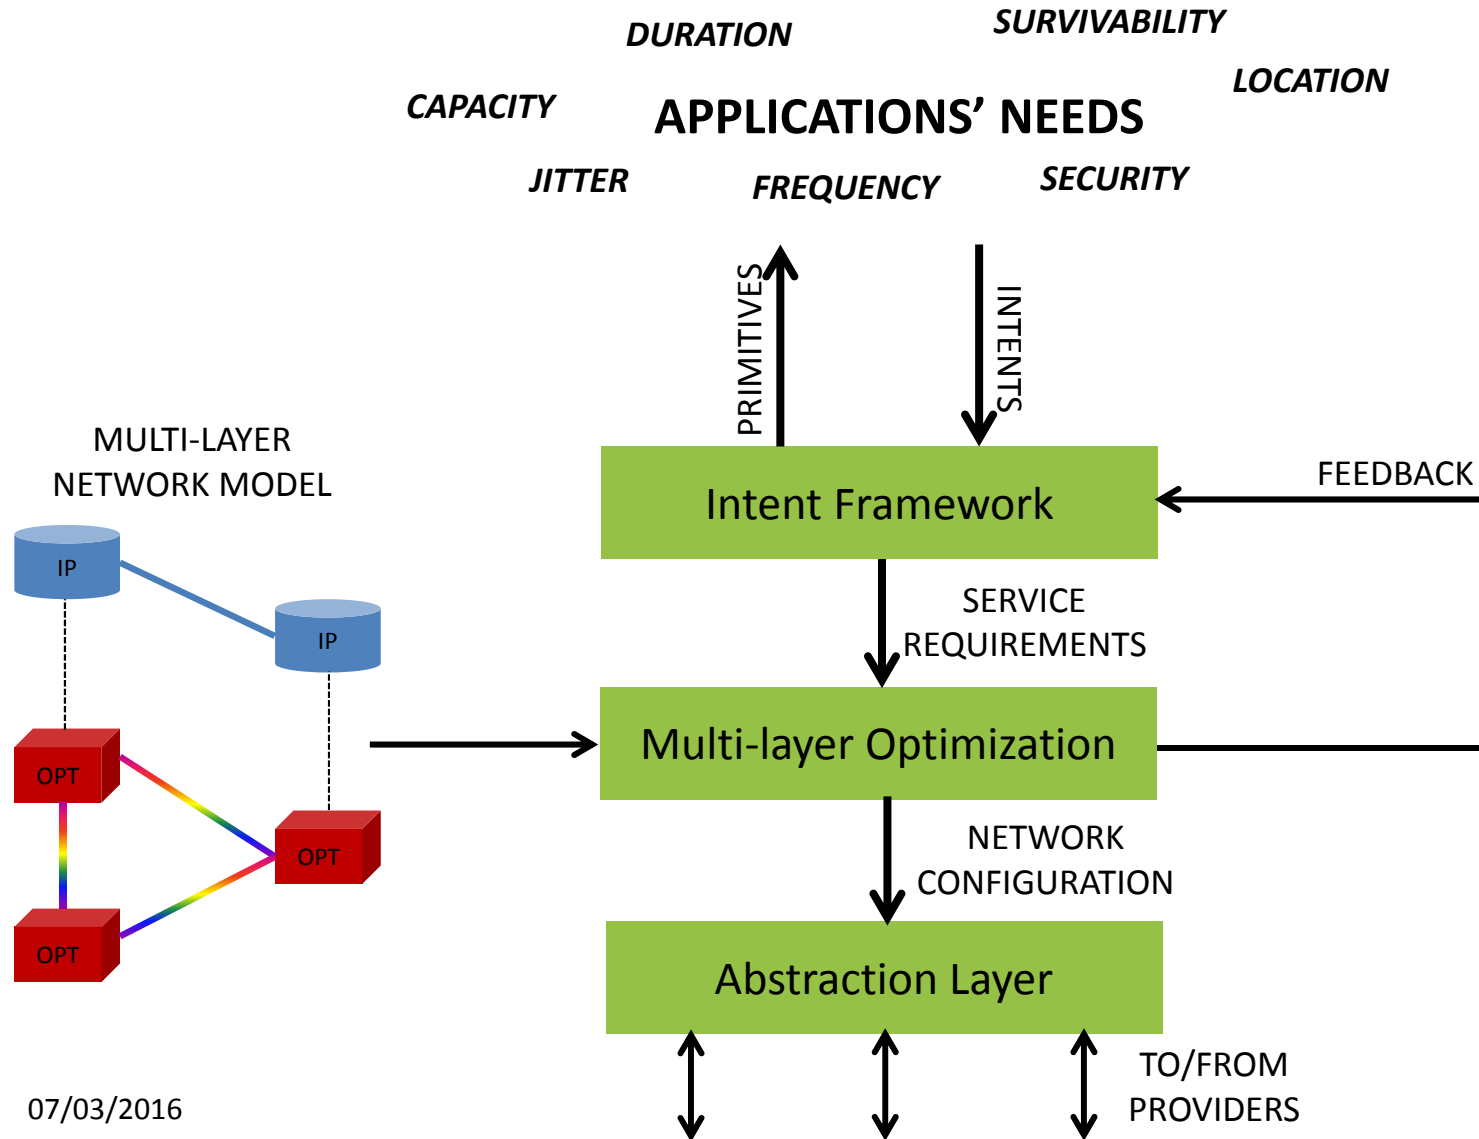 DURATION
SURVIVABILITY
LOCATION
CAPACITY
APPLICATIONS’ NEEDS
JITTER
FREQUENCY
SECURITY
PRIMITIVES
INTENTS
MULTI-LAYER
NETWORK MODEL
Intent Framework
FEEDBACK
IP
IP
SERVICE
REQUIREMENTS
Multi-layer Optimization
OPT
OPT
OPT
NETWORK
CONFIGURATION
Abstraction Layer
TO/FROM
PROVIDERS
07/03/2016